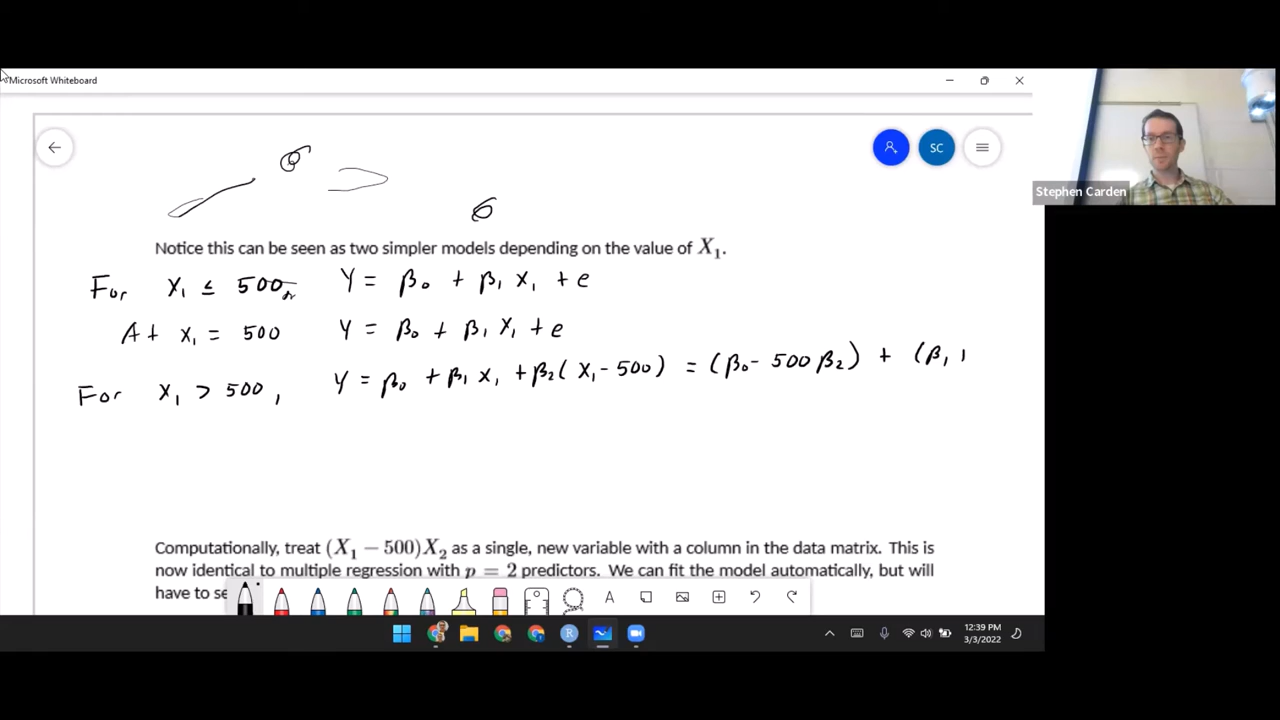 Microsoft Whiteboard
SC
Stephen Carden
Notice this can be seen as two simpler models depending on the value of X₁.
For X₁ ≤ 500, Y = β₀ + β₁ X₁ + e
At X₁ = 500 Y = β₀ + β₁ X₁ + e
For X₁ > 500, Y = β₀ + β₁ X₁ + β₂(X₁ - 500) = (β₀ - 500 β₂) + (β₁
Computationally, treat (X₁ − 500)X₂ as a single, new variable with a column in the data matrix. This is
now identical to multiple regression with p = 2 predictors. We can fit the model automatically, but will
have to se
A
R
12:39 PM
3/3/2022